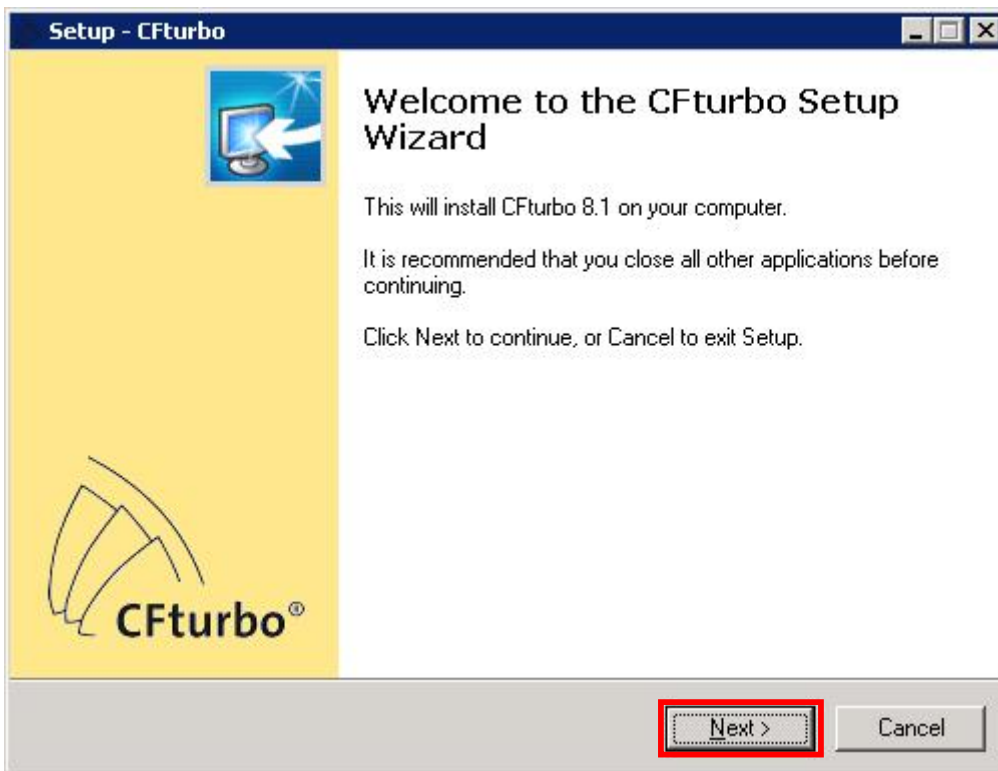 Setup - CFturbo
Welcome to the CFturbo Setup
Wizard
This will install CFturbo 8.1 on your computer.
It is recommended that you close all other applications before
continuing.
Click Next to continue, or Cancel to exit Setup.
CFturbo®
Next >
Cancel